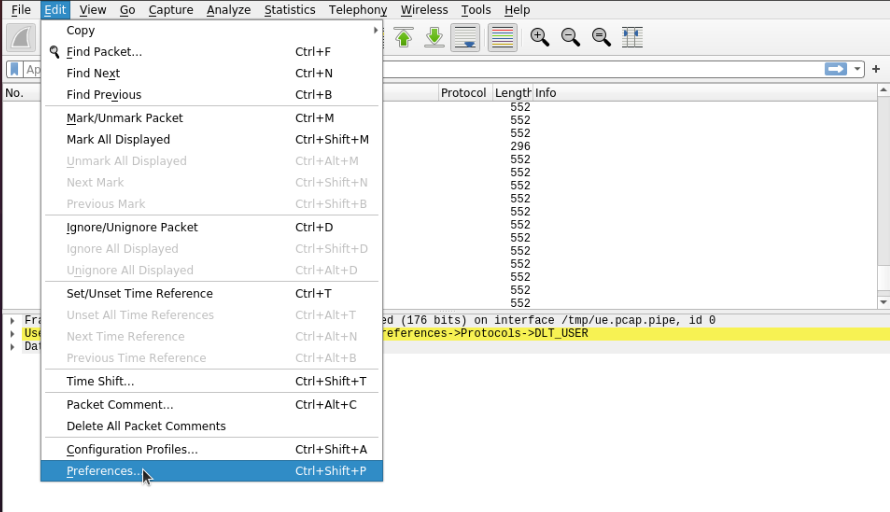 File Edit View Go Capture Analyze Statistics Telephony Wireless Tools Help
Copy
Find Packet... Ctrl+F
Find Next Ctrl+N
Find Previous Ctrl+B
Mark/Unmark Packet Ctrl+M
Mark All Displayed Ctrl+Shift+M
Unmark All Displayed Ctrl+Alt+M
Next Mark Ctrl+Shift+N
Previous Mark Ctrl+Shift+B
Ignore/Unignore Packet Ctrl+D
Ignore All Displayed Ctrl+Shift+D
Unignore All Displayed Ctrl+Alt+D
Set/Unset Time Reference Ctrl+T
Unset All Time References Ctrl+Alt+T
Next Time Reference Ctrl+Alt+N
Previous Time Reference Ctrl+Alt+B
Time Shift... Ctrl+Shift+T
Packet Comment... Ctrl+Alt+C
Delete All Packet Comments
Configuration Profiles... Ctrl+Shift+A
Preferences... Ctrl+Shift+P
Ap
+
No. Protocol Length Info
552
552
552
296
552
552
552
552
552
552
552
552
552
552
552
552
Fra ed (176 bits) on interface /tmp/ue.pcap.pipe, id 0
Use references->Protocols->DLT_USER
Dat